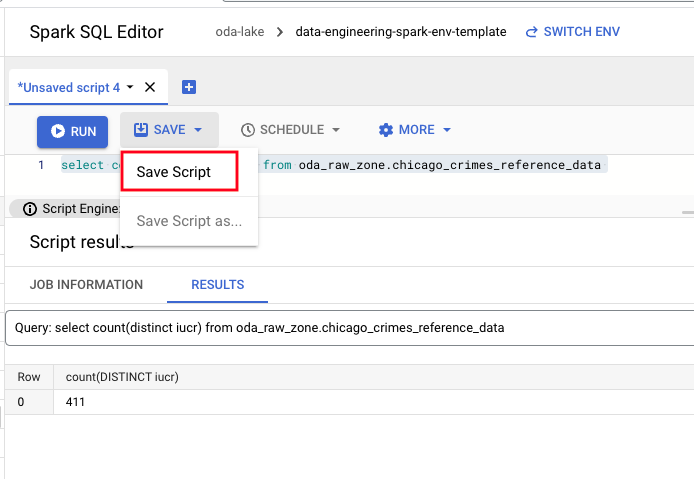 Spark SQL Editor oda-lake > data-engineering-spark-env-template SWITCH ENV
*Unsaved script 4
RUN SAVE SCHEDULE MORE
1 select from oda_raw_zone.chicago_crimes_reference_data
Save Script
Save Script as...
Script Engine:
Script results
JOB INFORMATION RESULTS
Query: select count(distinct iucr) from oda_raw_zone.chicago_crimes_reference_data
Row count(DISTINCT iucr)
0 411